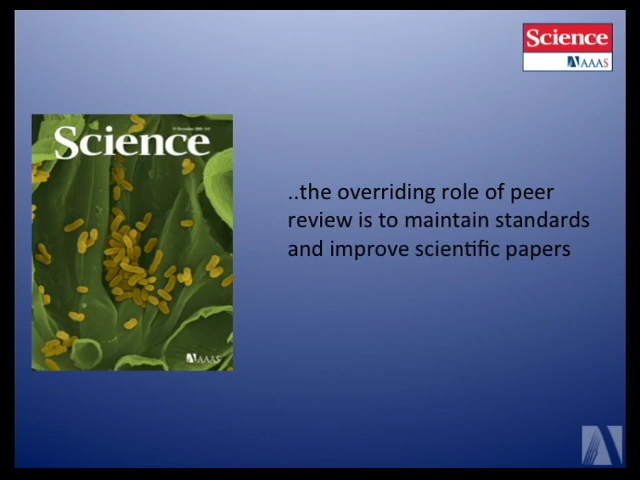 Science
AAAS
Science
..the overriding role of peer
review is to maintain standards
and improve scientific papers
AAAS